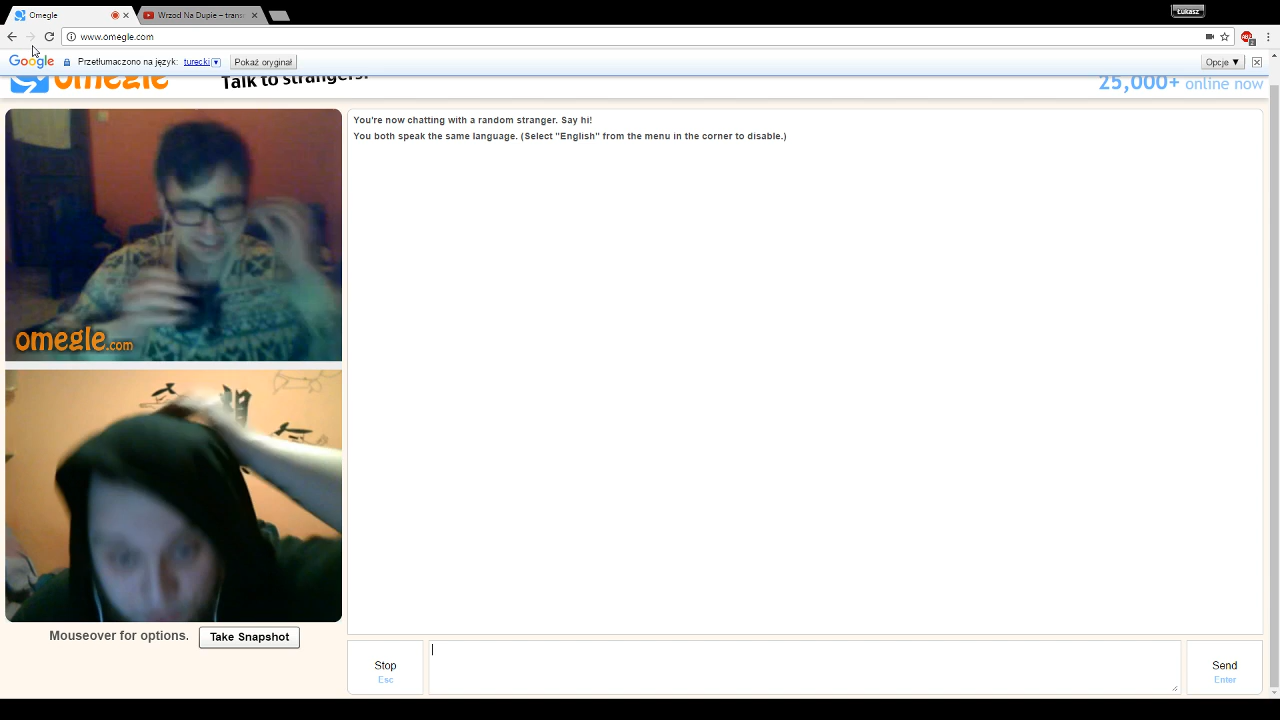 Omegle
Wrzod Na Dupie – trans
Łukasz
www.omegle.com
Google Przetłumaczono na język: turecki Pokaż oryginał Opcje ▼
omegle Talk to strangers! 25,000+ online now
You're now chatting with a random stranger. Say hi!
You both speak the same language. (Select "English" from the menu in the corner to disable.)
omegle.com
Mouseover for options. Take Snapshot
Stop
Esc
Send
Enter